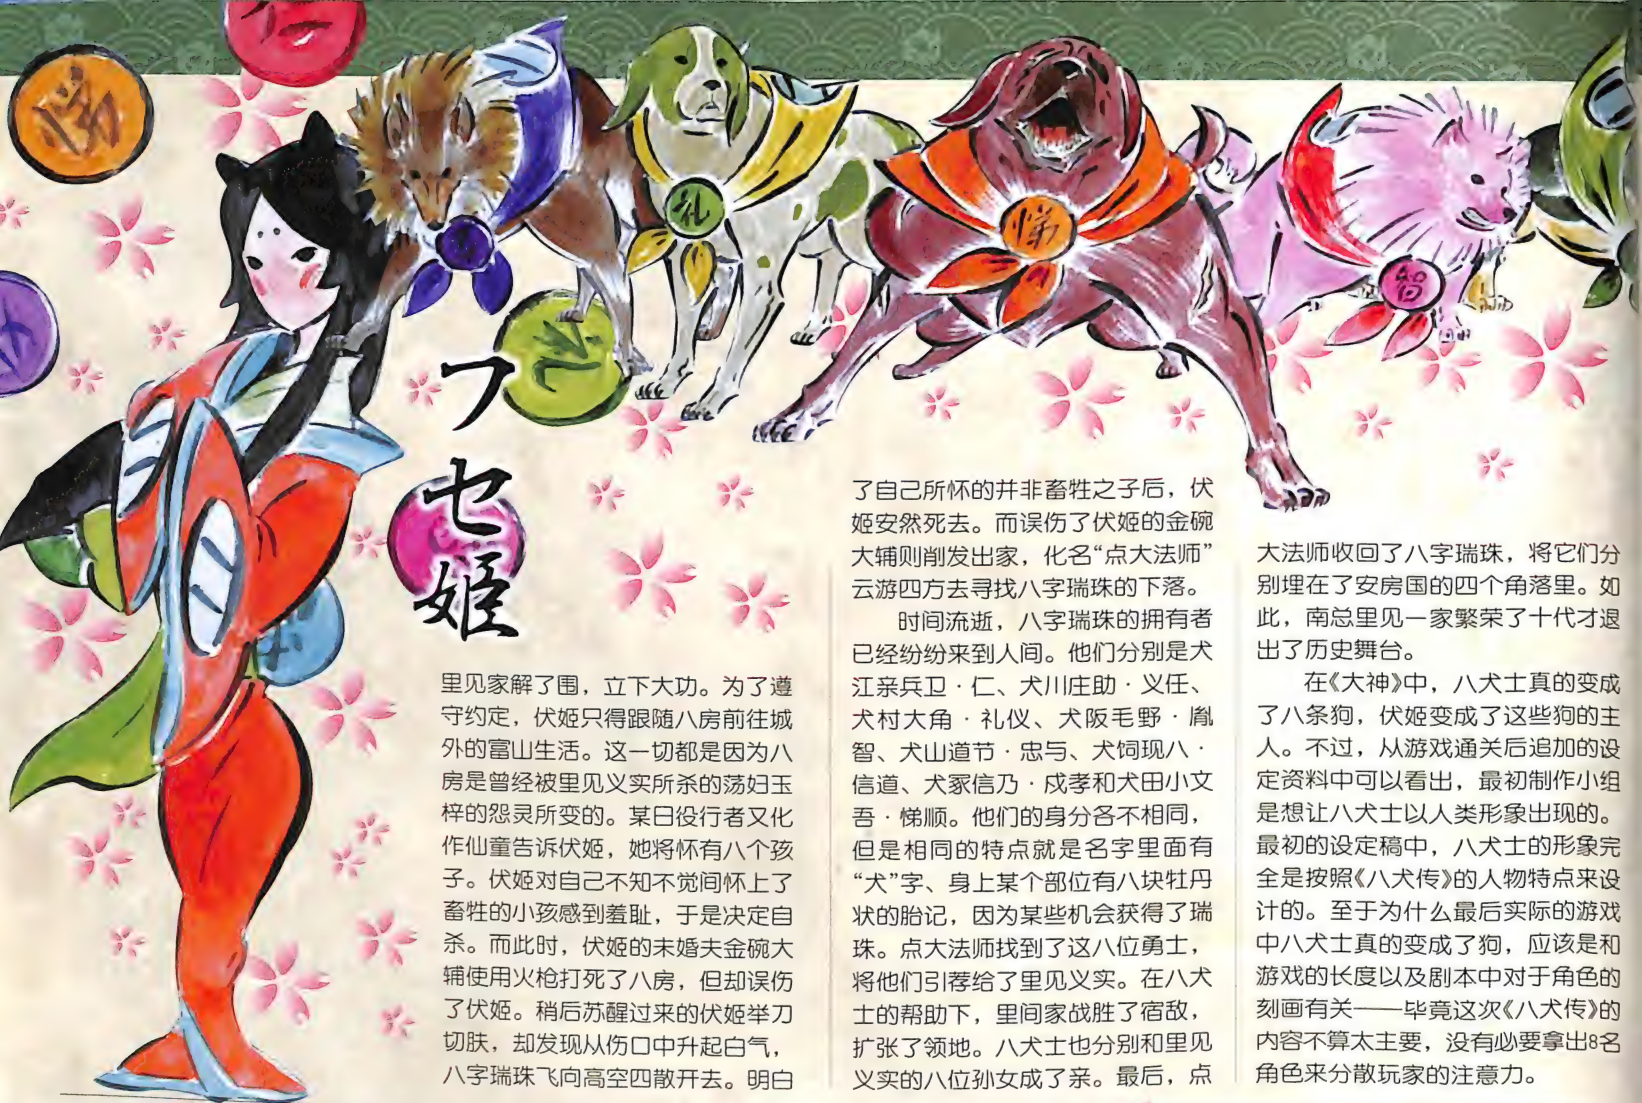 悌
礼
悌
智
フセ姫
里见家解了围，立下大功。为了遵
守约定，伏姬只得跟随八房前往城
外的富山生活。这一切都是因为八
房是曾经被里见义实所杀的荡妇玉
梓的怨灵所变的。某日役行者又化
作仙童告诉伏姬，她将怀有八个孩
子。伏姬对自己不知不觉间怀上了
畜牲的小孩感到羞耻，于是决定自
杀。而此时，伏姬的未婚夫金碗大
辅使用火枪打死了八房，但却误伤
了伏姬。稍后苏醒过来的伏姬举刀
切肤，却发现从伤口中升起白气，
八字瑞珠飞向高空四散开去。明白
了自己所怀的并非畜牲之子后，伏
姬安然死去。而误伤了伏姬的金碗
大辅则削发出家，化名“点大法师”
云游四方去寻找八字瑞珠的下落。
时间流逝，八字瑞珠的拥有者
已经纷纷来到人间。他们分别是犬
江亲兵卫·仁、犬川庄助·义任、
犬村大角·礼仪、犬阪毛野·胤
智、犬山道节·忠与、犬饲现八·
信道、犬冢信乃·戍孝和犬田小文
吾·悌顺。他们的身分各不相同，
但是相同的特点就是名字里面有
“犬”字、身上某个部位有八块牡丹
状的胎记，因为某些机会获得了瑞
珠。点大法师找到了这八位勇士，
将他们引荐给了里见义实。在八犬
士的帮助下，里间家战胜了宿敌，
扩张了领地。八犬士也分别和里见
义实的八位孙女成了亲。最后，点
大法师收回了八字瑞珠，将它们分
别埋在了安房国的四个角落里。如
此，南总里见一家繁荣了十代才退
出了历史舞台。
在《大神》中，八犬士真的变成
了八条狗，伏姬变成了这些狗的主
人。不过，从游戏通关后追加的设
定资料中可以看出，最初制作小组
是想让八犬士以人类形象出现的。
最初的设定稿中，八犬士的形象完
全是按照《八犬传》的人物特点来设
计的。至于为什么最后实际的游戏
中八犬士真的变成了狗，应该是和
游戏的长度以及剧本中对于角色的
刻画有关——毕竟这次《八犬传》的
内容不算太主要，没有必要拿出8名
角色来分散玩家的注意力。